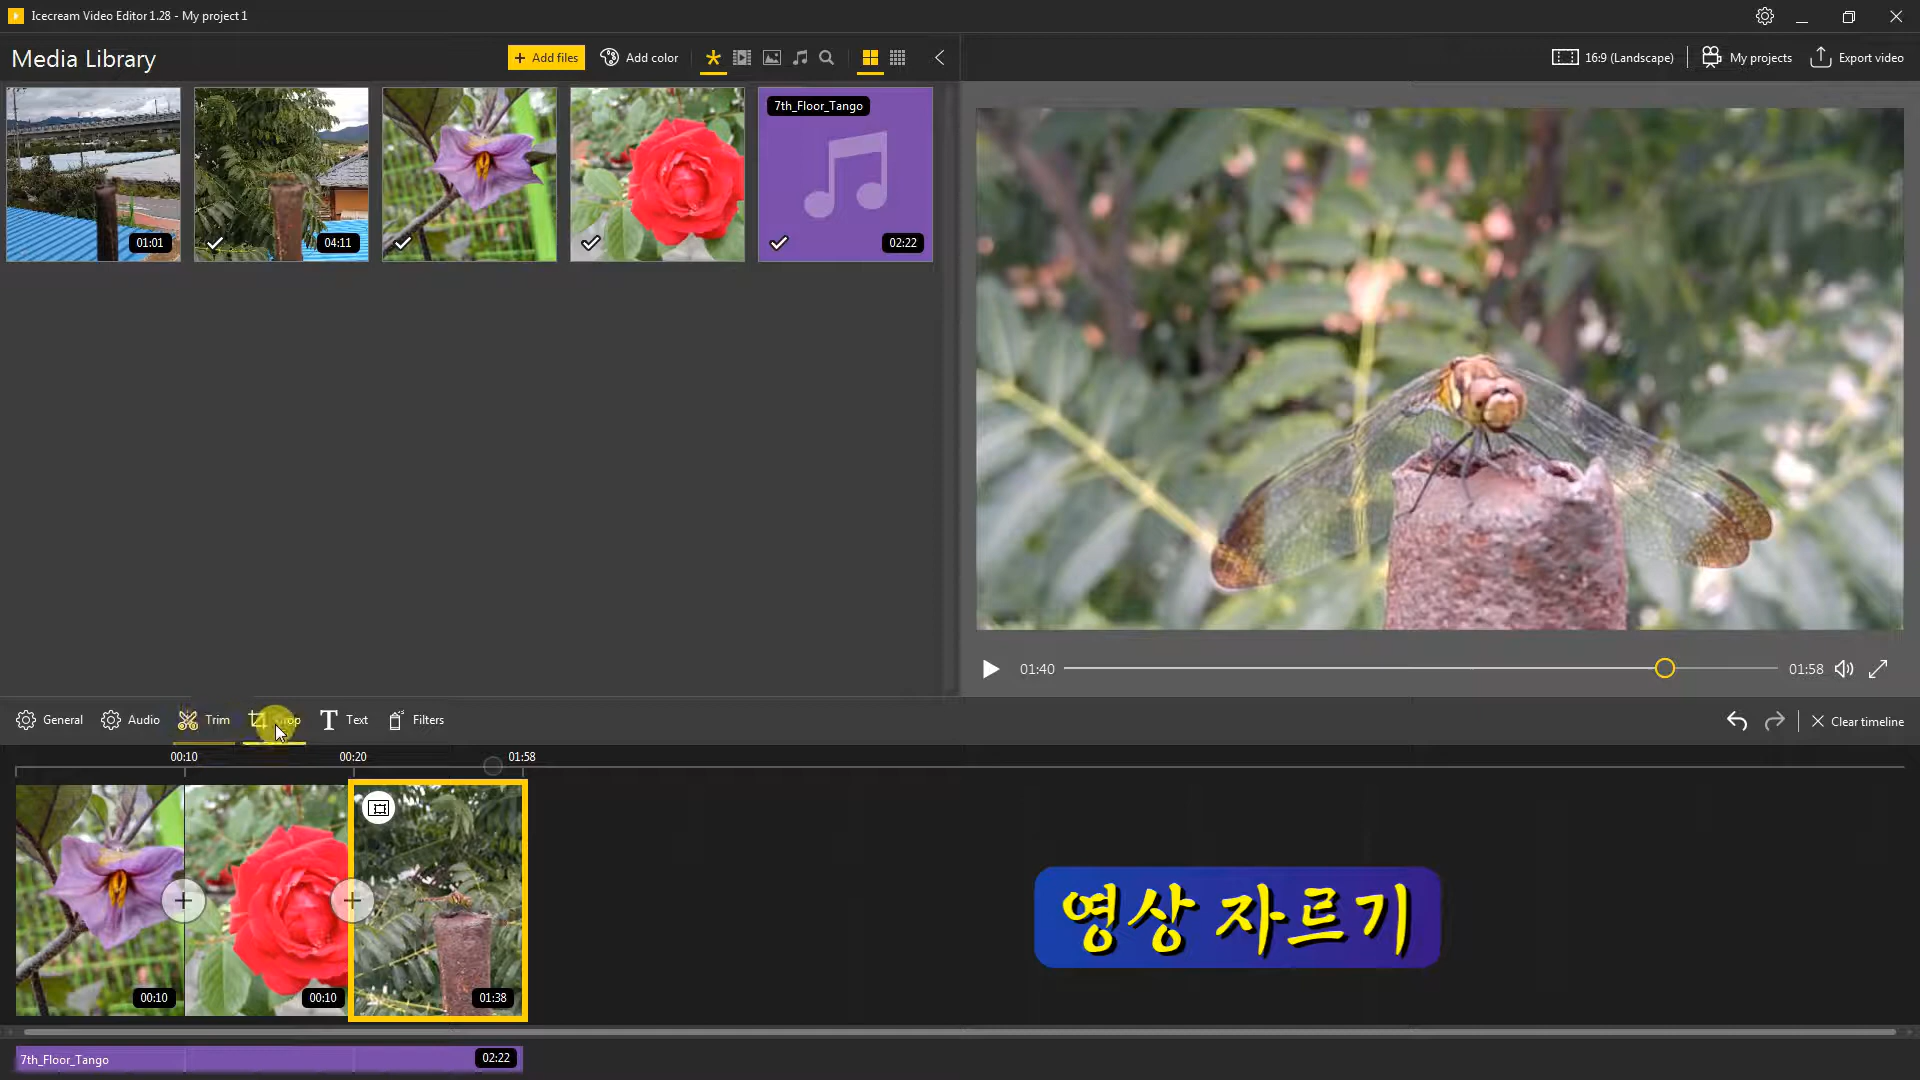 Icecream Video Editor 1.28 - My project 1
Media Library
Add files
Add color
16:9 (Landscape)
My projects
Export video
01:01
04:11
7th_Floor_Tango
02:22
01:40
01:58
General
Audio
Trim
Text
Filters
Clear timeline
00:10
00:20
01:58
00:10
00:10
01:38
영상 자르기
7th_Floor_Tango
02:22